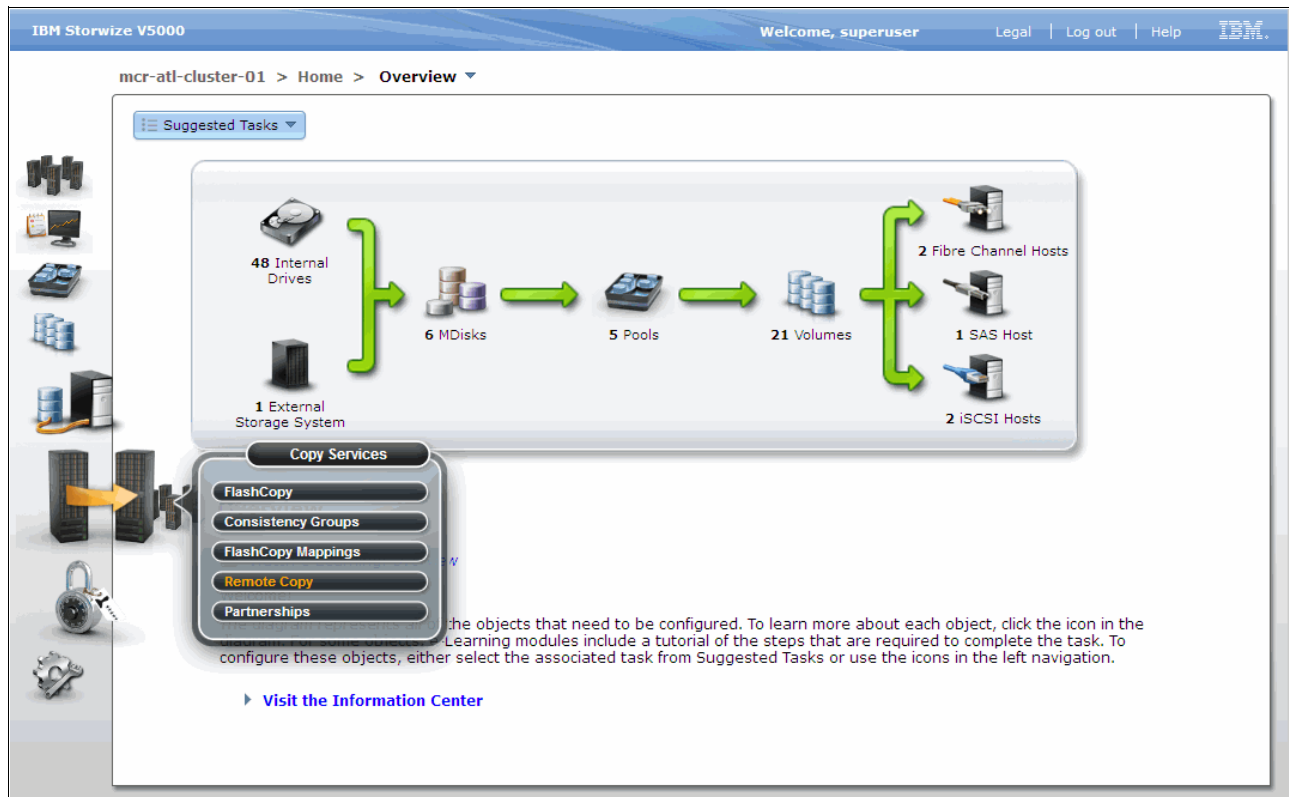 IBM Storwize V5000
Welcome, superuser
Legal | Log out | Help
IBM.
mcr-atl-cluster-01 > Home > Overview
Suggested Tasks
48 Internal
Drives
1 External
Storage System
6 MDisks
5 Pools
21 Volumes
2 Fibre Channel Hosts
1 SAS Host
2 iSCSI Hosts
Copy Services
FlashCopy
Consistency Groups
FlashCopy Mappings
Remote Copy
Partnerships
the objects that need to be configured. To learn more about each object, click the icon in the
diagram. For some objects, e-Learning modules include a tutorial of the steps that are required to complete the task. To
configure these objects, either select the associated task from Suggested Tasks or use the icons in the left navigation.
Visit the Information Center